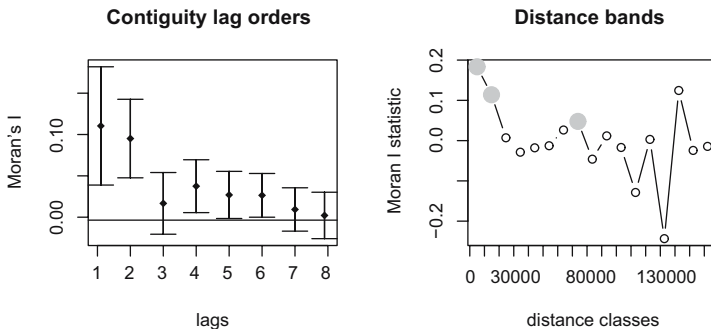 Contiguity lag orders
Moran's I
0.00
0.10
1 2 3 4 5 6 7 8
lags
Distance bands
Moran I statistic
−0.2
0.0
0.1
0.2
0 30000 80000 130000
distance classes